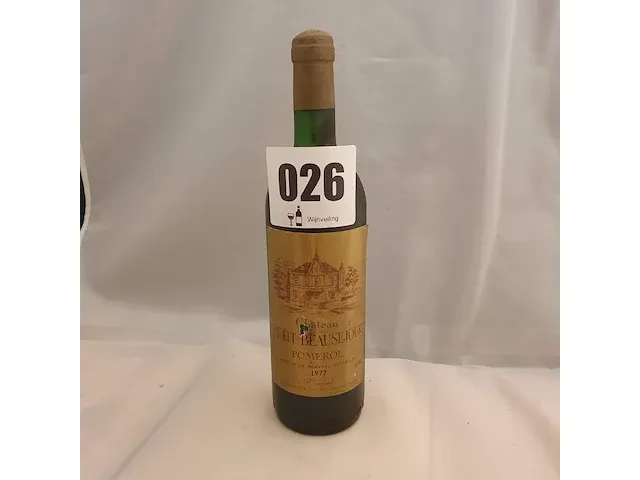 026
Wijnveiling
Château
PETIT BEAUSEJOUR
POMEROL
1977